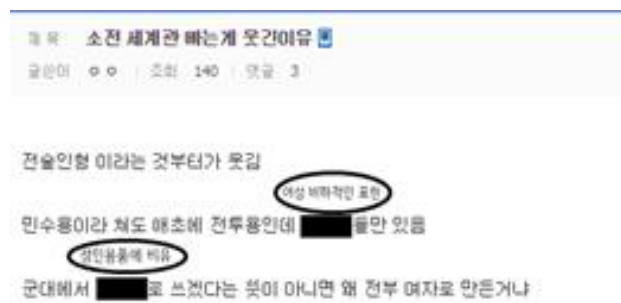 제 목 소전 세계관 빠는게 웃긴이유
글쓴이 ㅇㅇ | 조회 140 | 댓글 3
전술인형 이라는 것부터가 웃김
여성 비하적인 표현
민수용이라 쳐도 애초에 전투용인데 들만 있음
성인용품에 비유
군대에서 로 쓰겠다는 뜻이 아니면 왜 전부 여자로 만든거냐